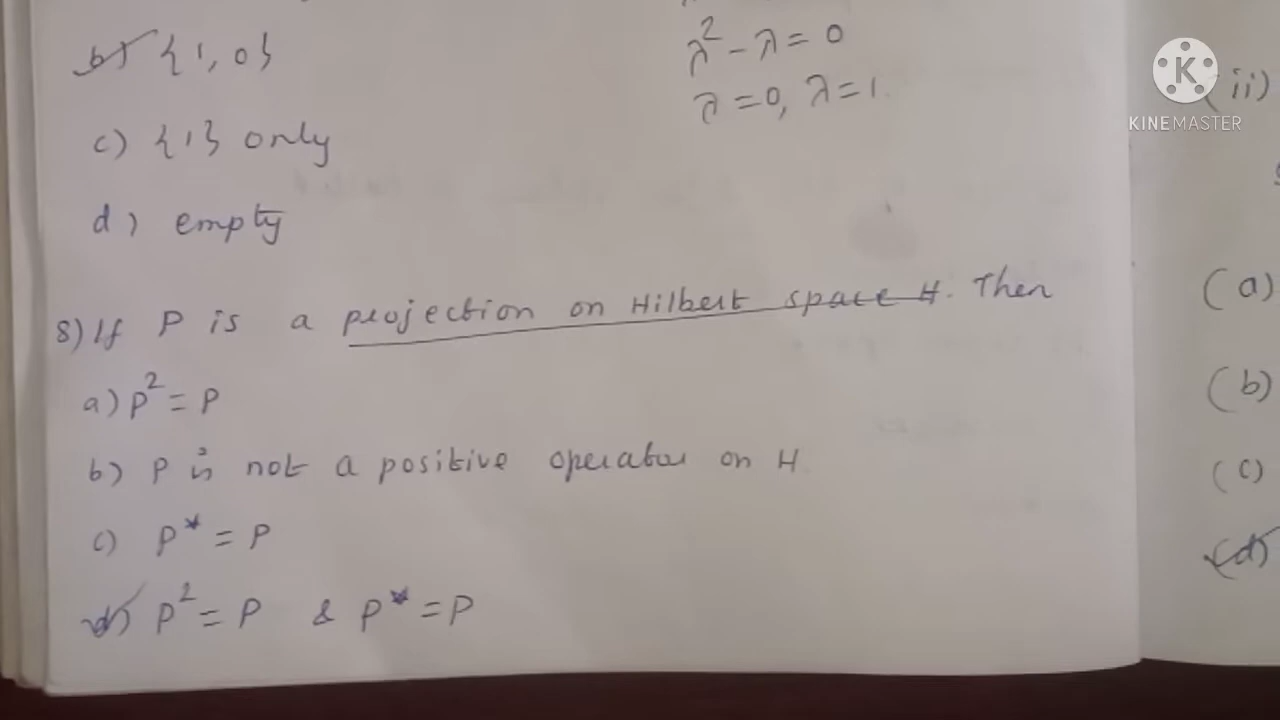 b) {1, 0}
c) {1} only
d) empty
λ² - λ = 0
λ = 0, λ = 1.
8) If P is a projection on Hilbert space H. Then
a) P² = P
b) P is not a positive operator on H
c) P* = P
d) P² = P & P* = P
(ii)
(a)
(b)
(c)
(d)
K
KINEMASTER